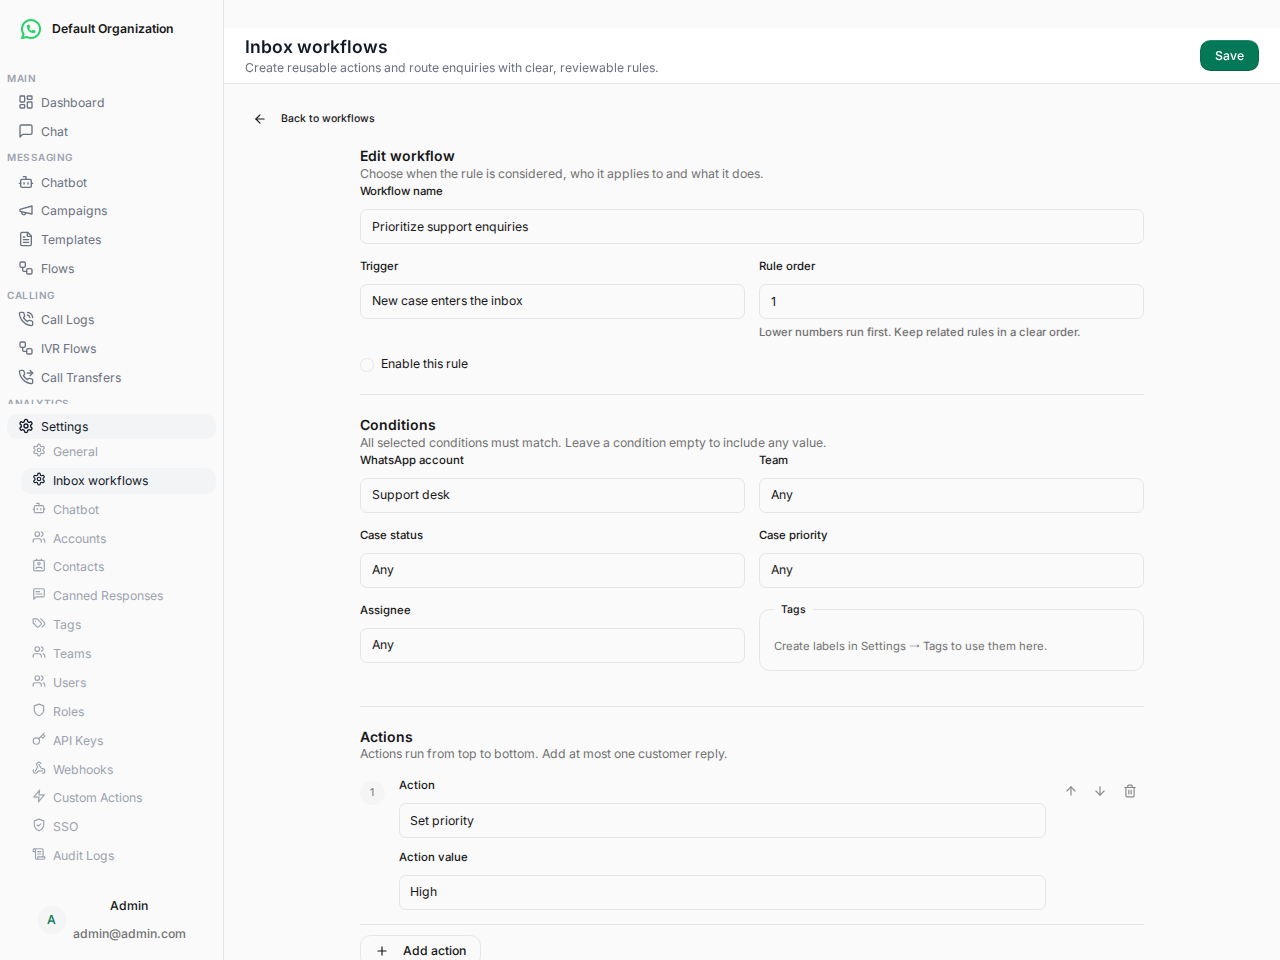 Default Organization
MAIN
Dashboard
Chat
MESSAGING
Chatbot
Campaigns
Templates
Flows
CALLING
Call Logs
IVR Flows
Call Transfers
ANALYTICS
Settings
General
Inbox workflows
Chatbot
Accounts
Contacts
Canned Responses
Tags
Teams
Users
Roles
API Keys
Webhooks
Custom Actions
SSO
Audit Logs
A
Admin
admin@admin.com
Inbox workflows
Create reusable actions and route enquiries with clear, reviewable rules.
Save
Back to workflows
Edit workflow
Choose when the rule is considered, who it applies to and what it does.
Workflow name
Prioritize support enquiries
Trigger
Rule order
New case enters the inbox
1
Lower numbers run first. Keep related rules in a clear order.
Enable this rule
Conditions
All selected conditions must match. Leave a condition empty to include any value.
WhatsApp account
Team
Support desk
Any
Case status
Case priority
Any
Any
Assignee
Tags
Any
Create labels in Settings → Tags to use them here.
Actions
Actions run from top to bottom. Add at most one customer reply.
1
Action
Set priority
Action value
High
Add action